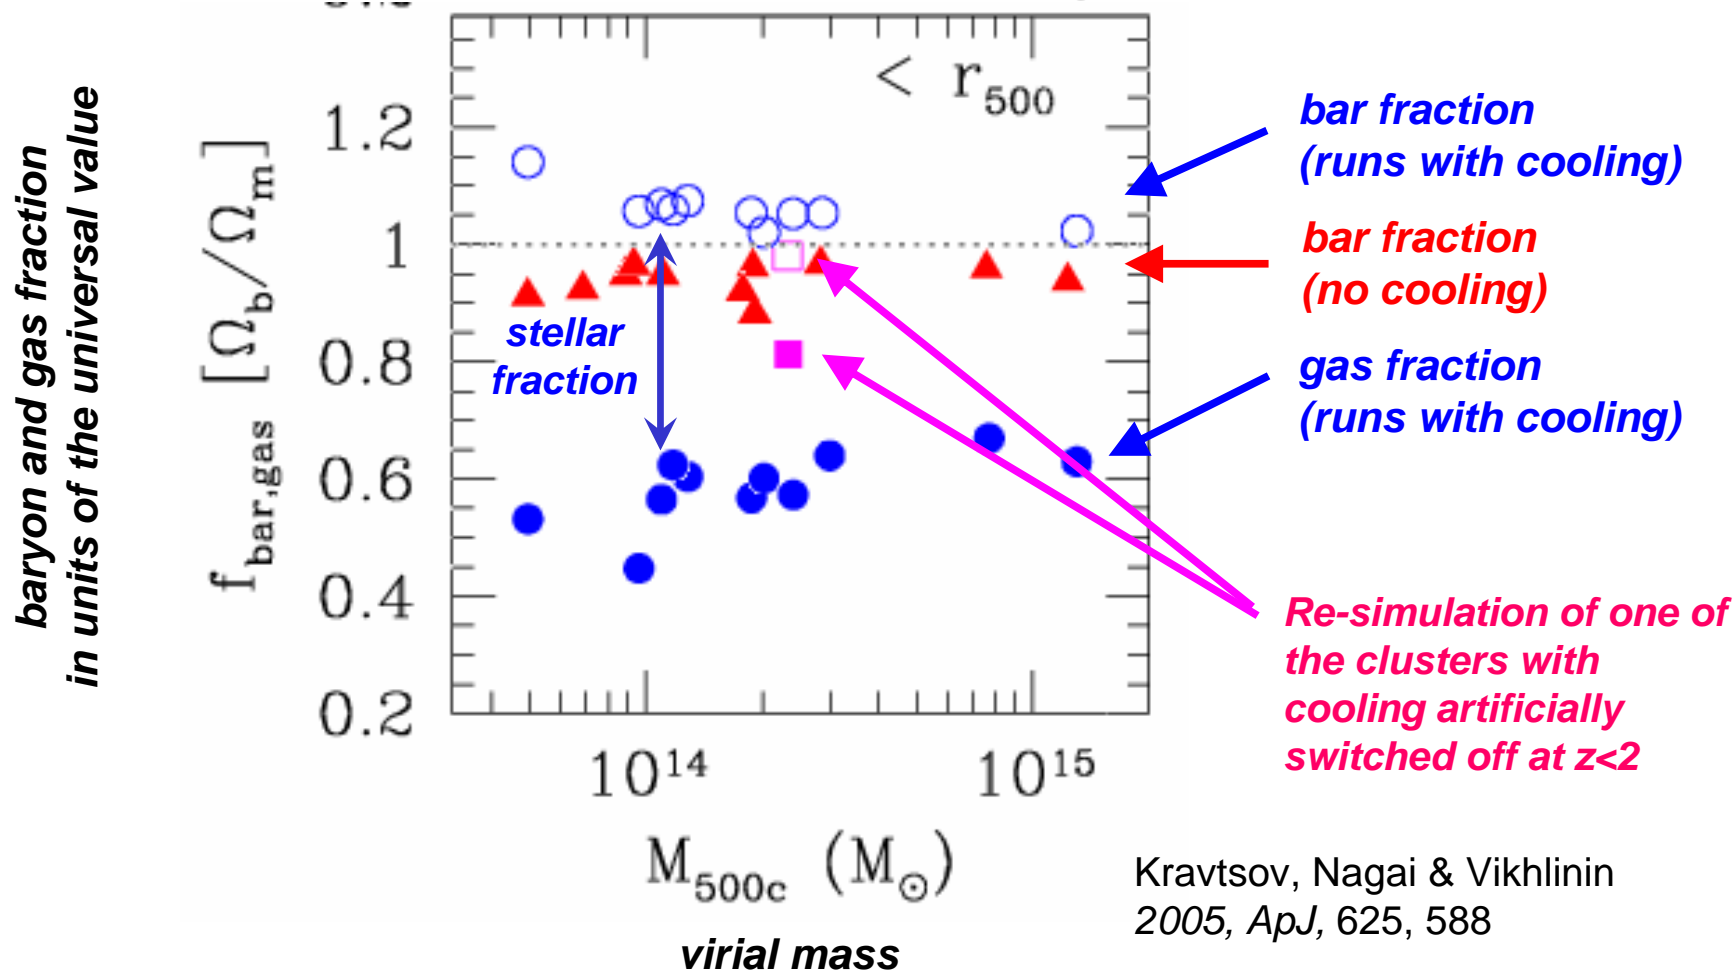 baryon and gas fraction
in units of the universal value
f_bar,gas [Ω_b/Ω_m]
< r_500
1.2
1
0.8
0.6
0.4
0.2
10^14
10^15
M_500c (M_⊙)
virial mass
stellar
fraction
bar fraction
(runs with cooling)
bar fraction
(no cooling)
gas fraction
(runs with cooling)
Re-simulation of one of
the clusters with
cooling artificially
switched off at z<2
Kravtsov, Nagai & Vikhlinin
2005, ApJ, 625, 588